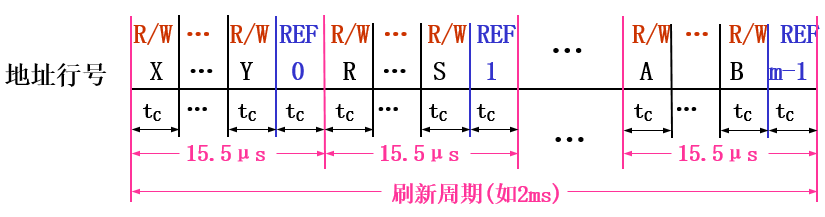 R/W ... R/W REF R/W ... R/W REF ... R/W ... R/W REF
地址行号 X ... Y 0 R ... S 1 A ... B m-1
tC ... tC tC tC ... tC tC ... tC ... tC tC
15.5μs 15.5μs 15.5μs
刷新周期(如2ms)